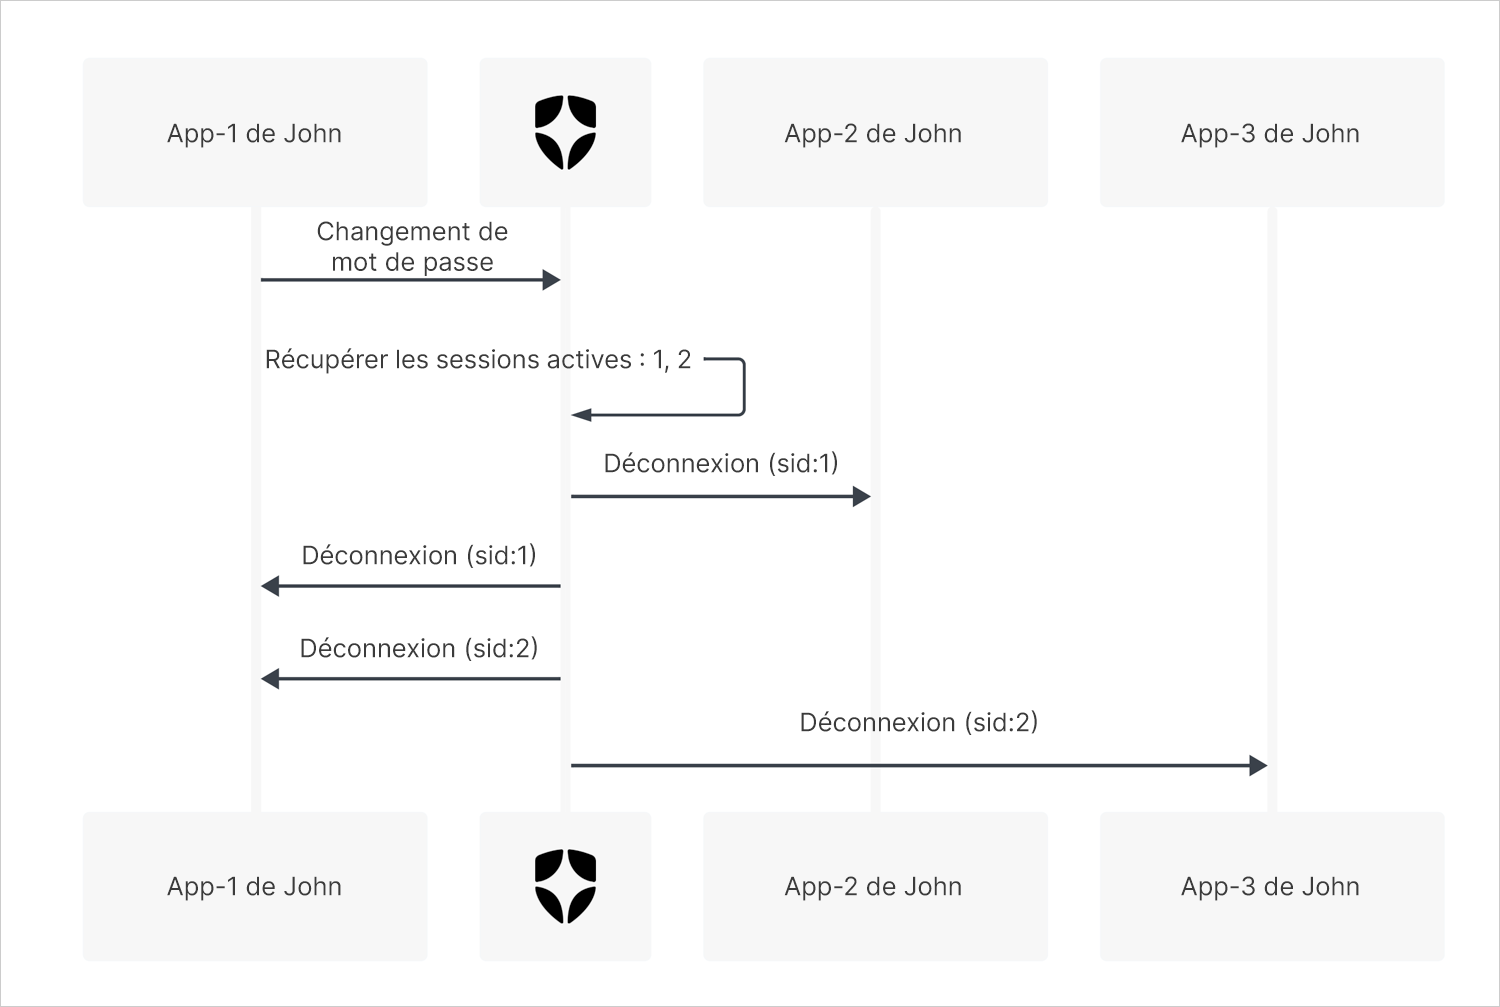 App-1 de John
App-2 de John
App-3 de John
Changement de
mot de passe
Récupérer les sessions actives : 1, 2
Déconnexion (sid:1)
Déconnexion (sid:1)
Déconnexion (sid:2)
Déconnexion (sid:2)
App-1 de John
App-2 de John
App-3 de John